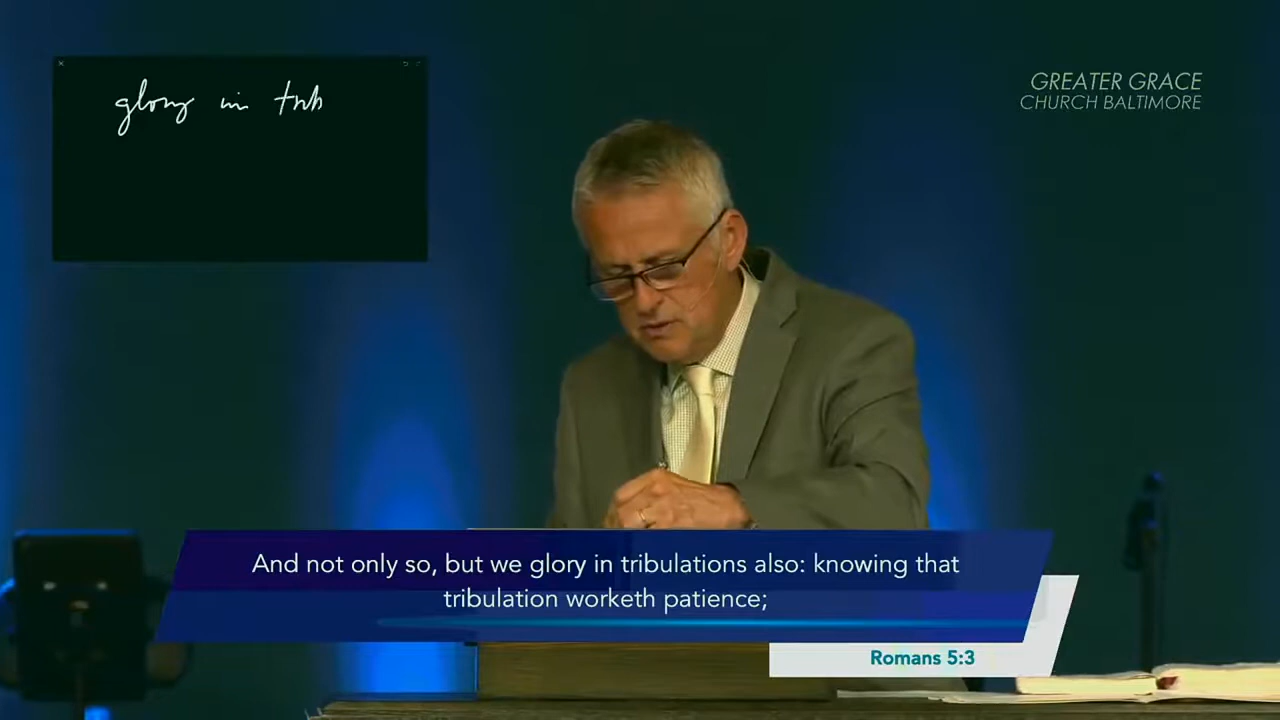 glory in trib
GREATER GRACE
CHURCH BALTIMORE
And not only so, but we glory in tribulations also: knowing that
tribulation worketh patience;
Romans 5:3